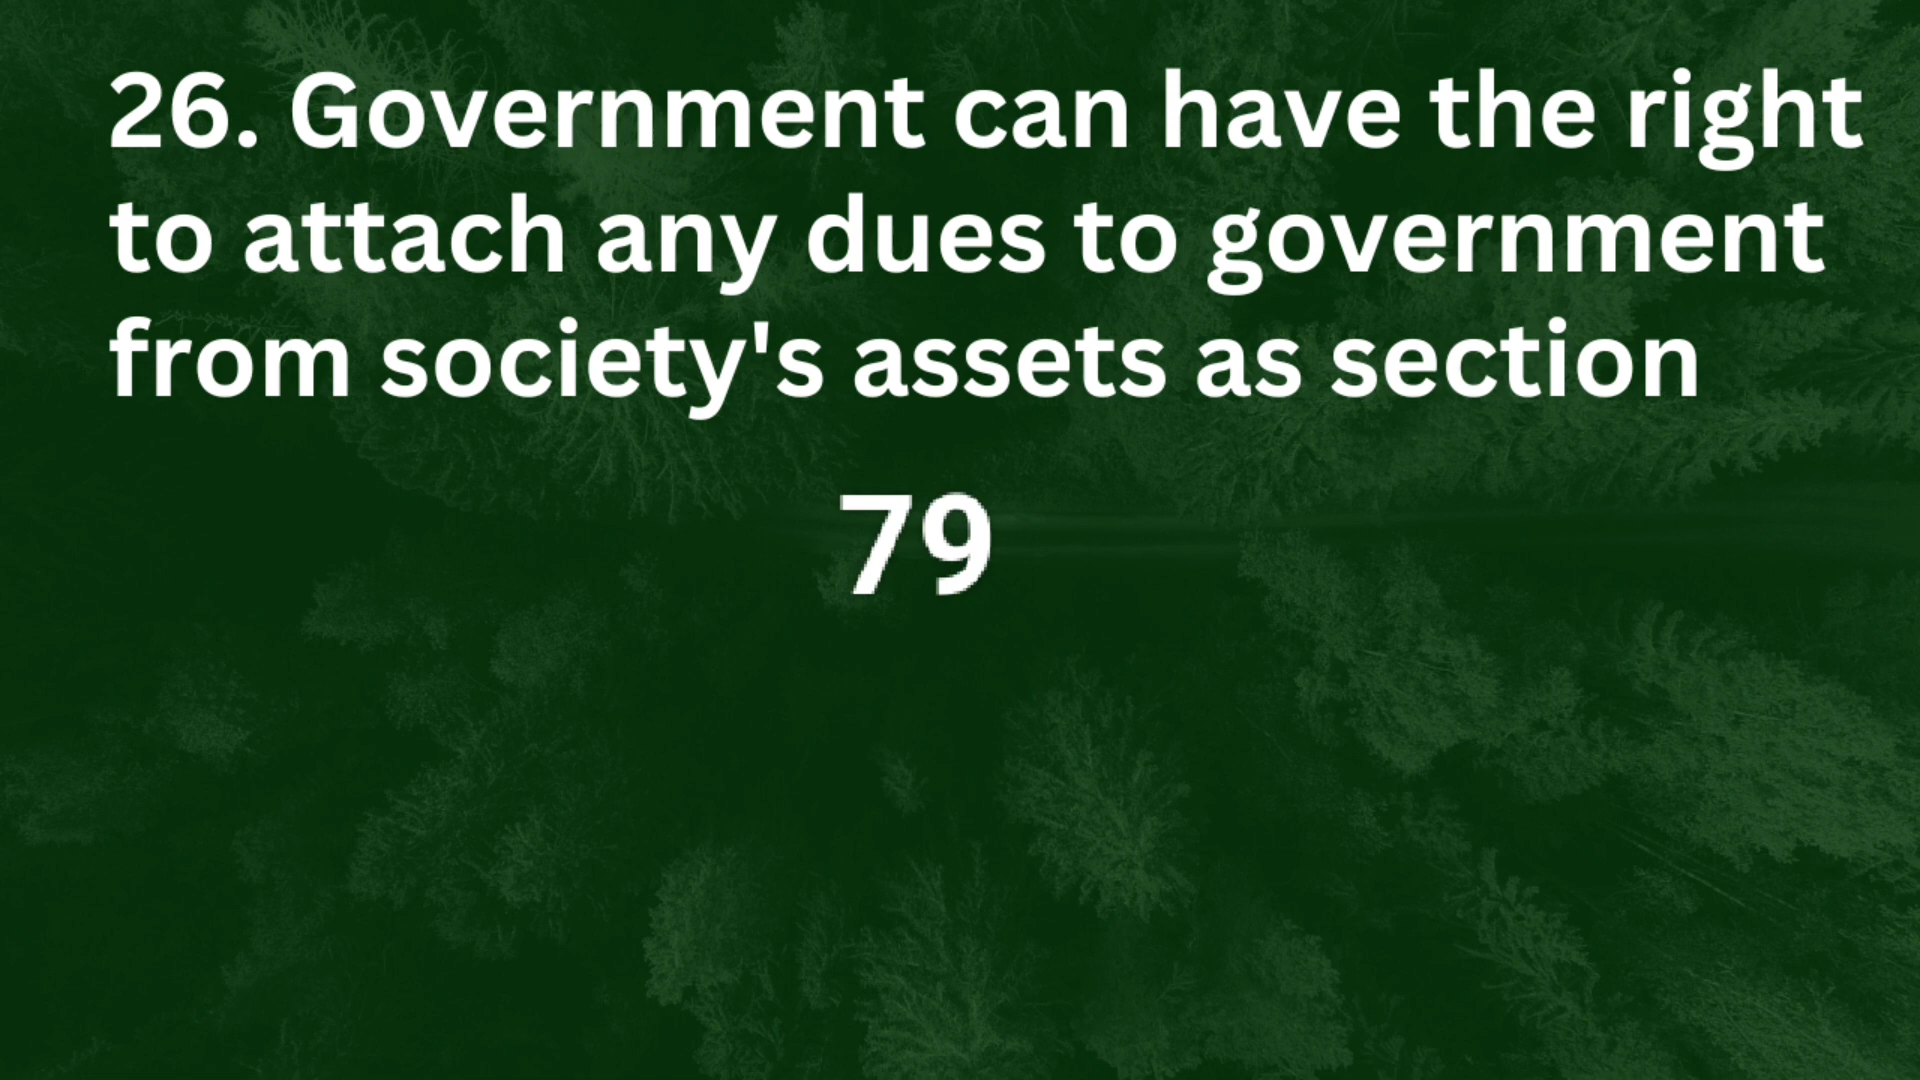 26. Government can have the right
to attach any dues to government
from society's assets as section
79